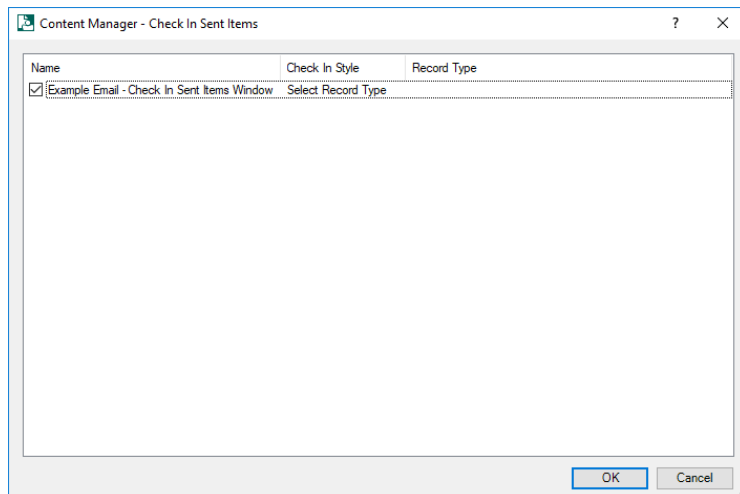 Content Manager - Check In Sent Items ?
Name Check In Style Record Type
Example Email - Check In Sent Items Window Select Record Type
OK Cancel